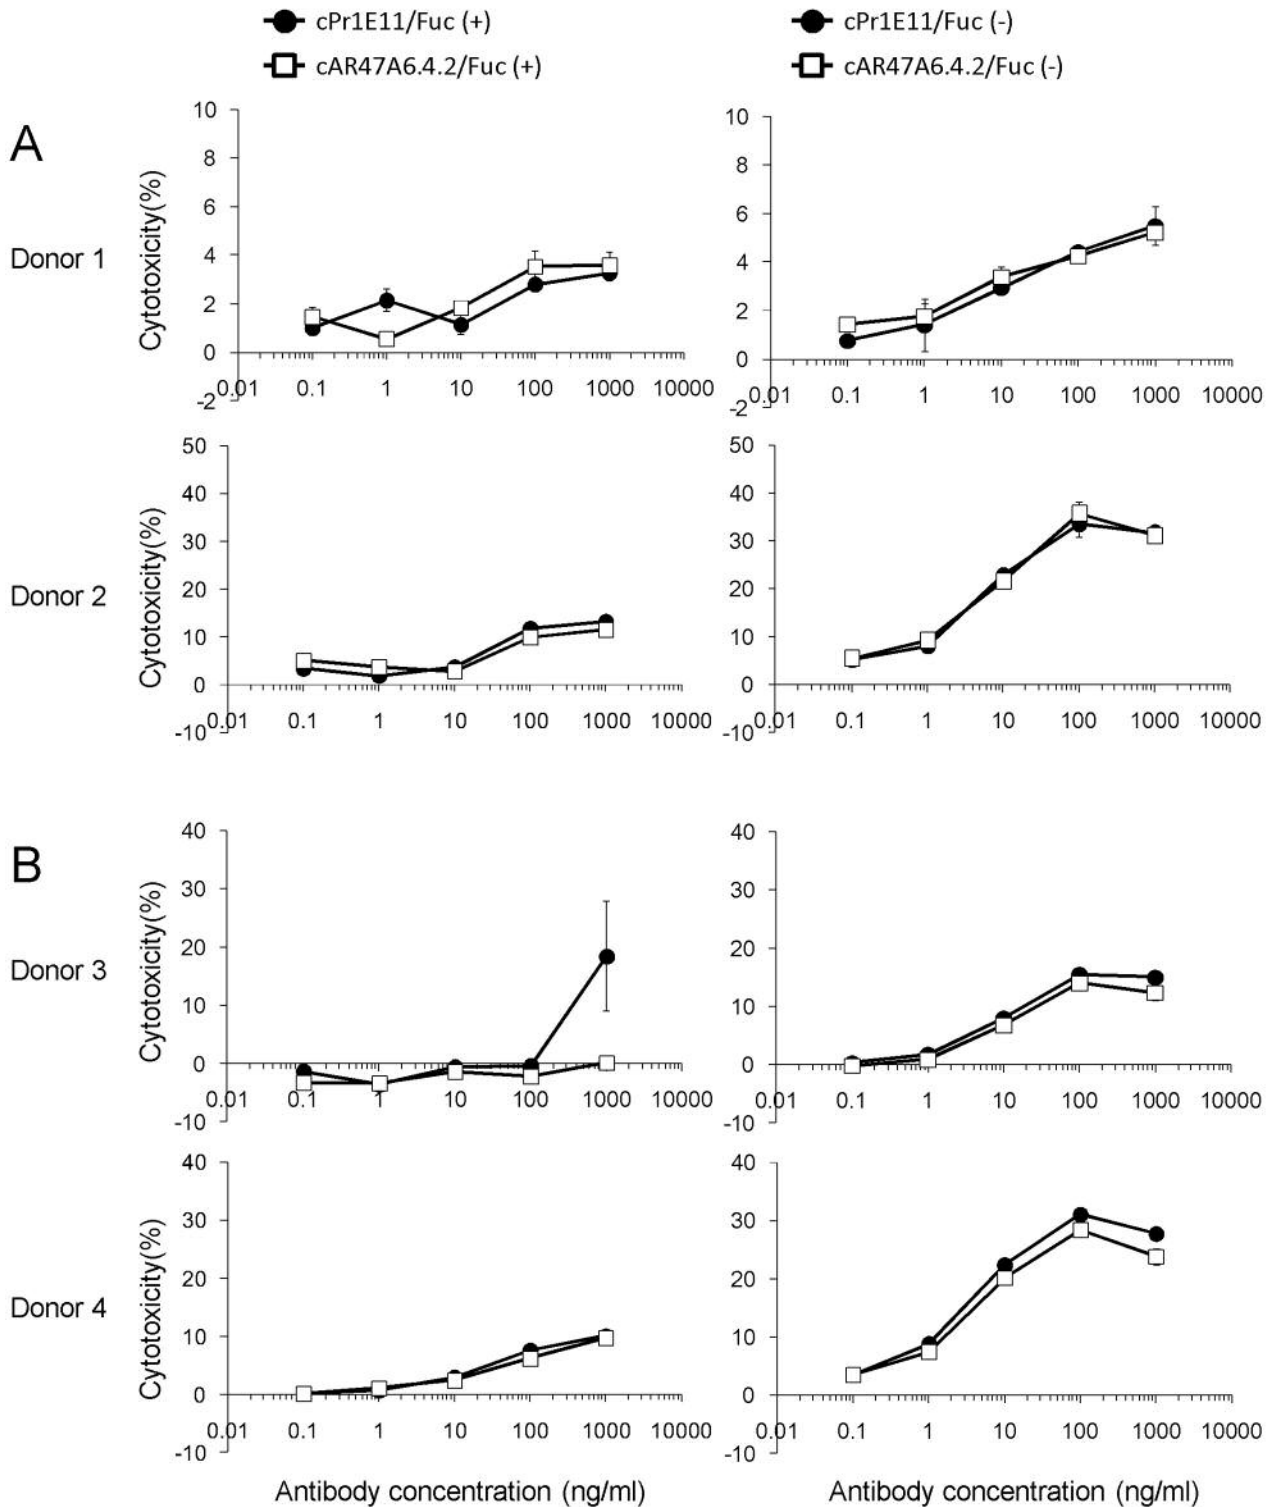 cPr1E11/Fuc (+)
cAR47A6.4.2/Fuc (+)
cPr1E11/Fuc (-)
cAR47A6.4.2/Fuc (-)
A
Donor 1
Cytotoxicity(%)
10
8
6
4
2
0
-2
0.01 0.1 1 10 100 1000 10000
10
8
6
4
2
0
-2
0.01 0.1 1 10 100 1000 10000
Donor 2
Cytotoxicity(%)
50
40
30
20
10
0
-10
0.01 0.1 1 10 100 1000 10000
50
40
30
20
10
0
-10
0.01 0.1 1 10 100 1000 10000
B
Donor 3
Cytotoxicity(%)
40
30
20
10
0
-10
0.01 0.1 1 10 100 1000 10000
40
30
20
10
0
-10
0.01 0.1 1 10 100 1000 10000
Donor 4
Cytotoxicity(%)
40
30
20
10
0
-10
0.01 0.1 1 10 100 1000 10000
40
30
20
10
0
-10
0.01 0.1 1 10 100 1000 10000
Antibody concentration (ng/ml)
Antibody concentration (ng/ml)